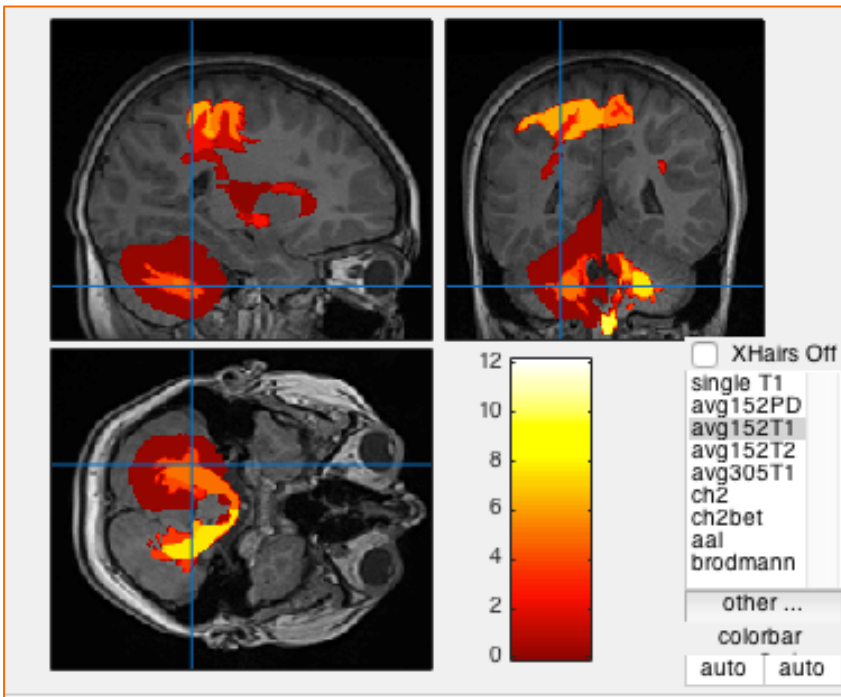 12
10
8
6
4
2
0
XHairs Off
single T1
avg152PD
avg152T1
avg152T2
avg305T1
ch2
ch2bet
aal
brodmann
other ...
colorbar
auto auto